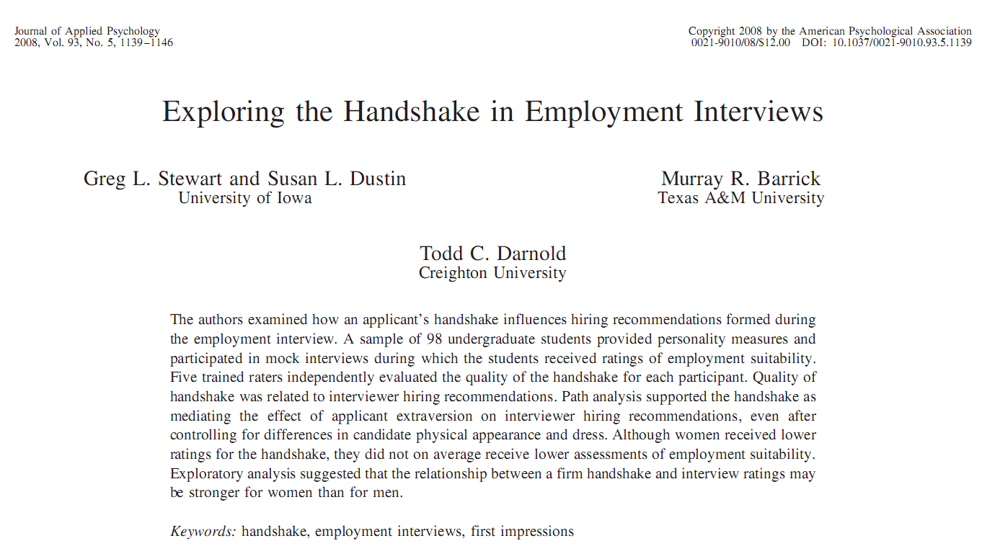 Journal of Applied Psychology
2008, Vol. 93, No. 5, 1139–1146
Copyright 2008 by the American Psychological Association
0021-9010/08/$12.00 DOI: 10.1037/0021-9010.93.5.1139
Exploring the Handshake in Employment Interviews
Greg L. Stewart and Susan L. Dustin
University of Iowa
Murray R. Barrick
Texas A&M University
Todd C. Darnold
Creighton University
The authors examined how an applicant's handshake influences hiring recommendations formed during
the employment interview. A sample of 98 undergraduate students provided personality measures and
participated in mock interviews during which the students received ratings of employment suitability.
Five trained raters independently evaluated the quality of the handshake for each participant. Quality of
handshake was related to interviewer hiring recommendations. Path analysis supported the handshake as
mediating the effect of applicant extraversion on interviewer hiring recommendations, even after
controlling for differences in candidate physical appearance and dress. Although women received lower
ratings for the handshake, they did not on average receive lower assessments of employment suitability.
Exploratory analysis suggested that the relationship between a firm handshake and interview ratings may
be stronger for women than for men.
Keywords: handshake, employment interviews, first impressions